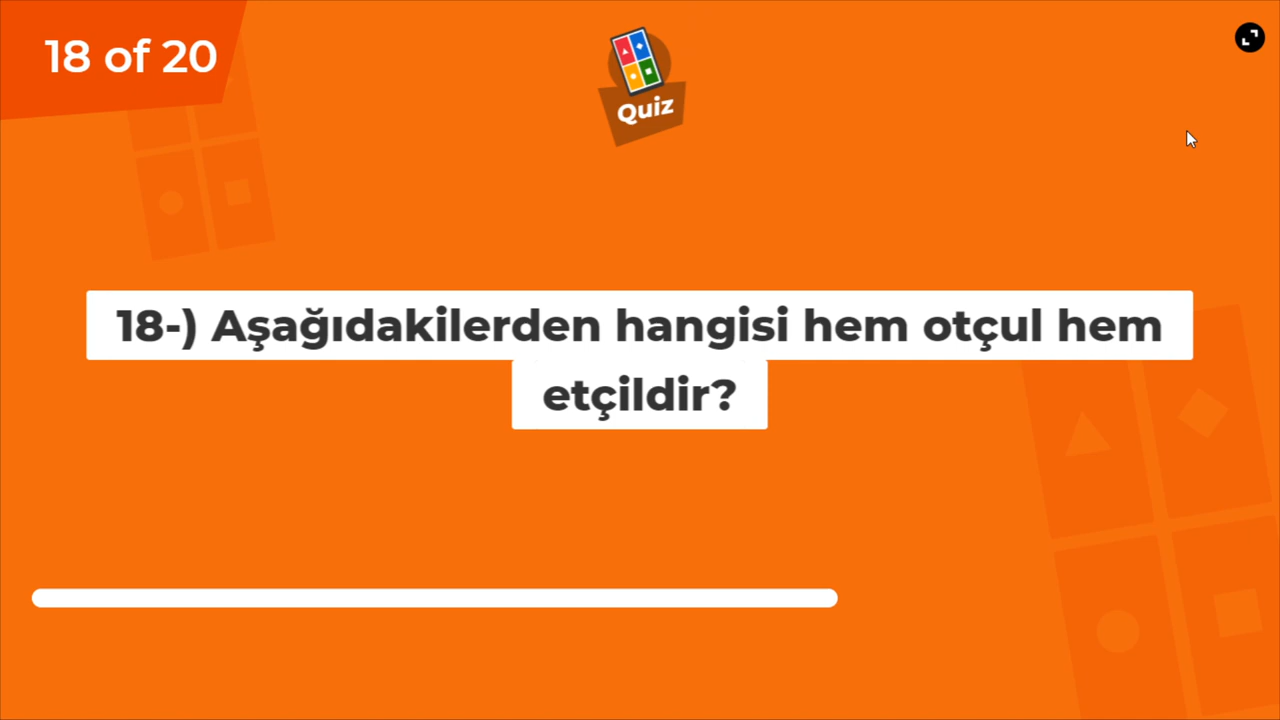 18 of 20
Quiz
18-) Aşağıdakilerden hangisi hem otçul hem
etçildir?